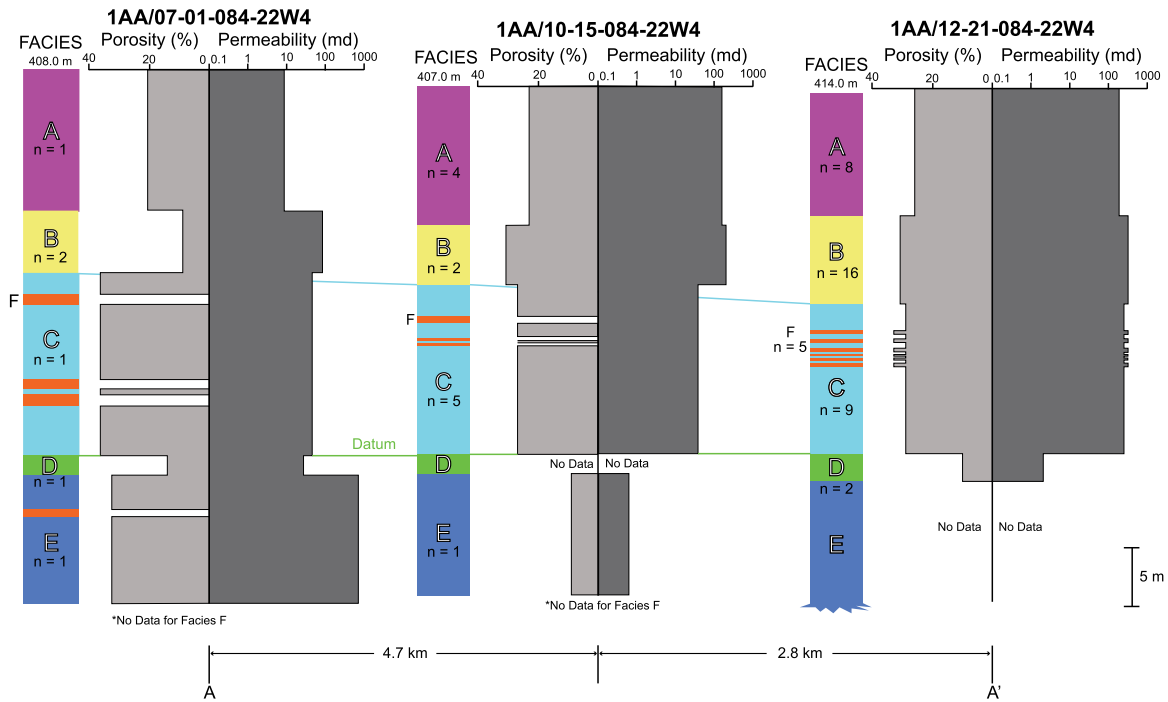 1AA/07-01-084-22W4
FACIES
Porosity (%)
Permeability (md)
408.0 m
40
20
0
0.1
1
10
100
1000
A
n = 1
B
n = 2
F
C
n = 1
D
n = 1
E
n = 1
*No Data for Facies F
Datum
1AA/10-15-084-22W4
FACIES
Porosity (%)
Permeability (md)
407.0 m
40
20
0
0.1
1
10
100
1000
A
n = 4
B
n = 2
F
C
n = 5
D
No Data
No Data
E
n = 1
*No Data for Facies F
1AA/12-21-084-22W4
FACIES
Porosity (%)
Permeability (md)
414.0 m
40
20
0
0.1
1
10
100
1000
A
n = 8
B
n = 16
F
n = 5
C
n = 9
D
n = 2
E
No Data
No Data
5 m
4.7 km
2.8 km
A
A'